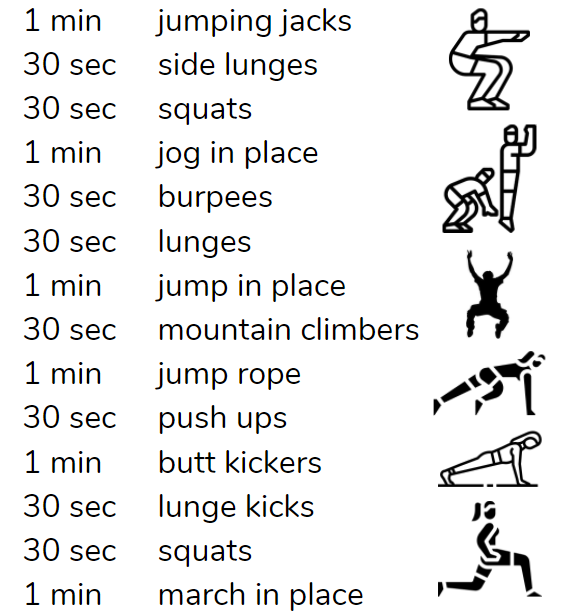 1 min jumping jacks
30 sec side lunges
30 sec squats
1 min jog in place
30 sec burpees
30 sec lunges
1 min jump in place
30 sec mountain climbers
1 min jump rope
30 sec push ups
1 min butt kickers
30 sec lunge kicks
30 sec squats
1 min march in place